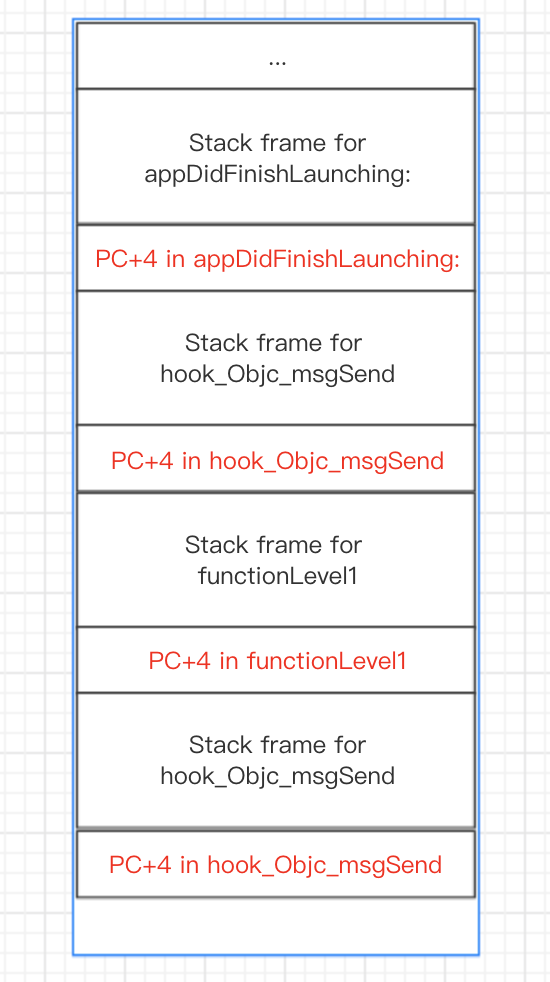 ...
Stack frame for
appDidFinishLaunching:
PC+4 in appDidFinishLaunching:
Stack frame for
hook_Objc_msgSend
PC+4 in hook_Objc_msgSend
Stack frame for
functionLevel1
PC+4 in functionLevel1
Stack frame for
hook_Objc_msgSend
PC+4 in hook_Objc_msgSend